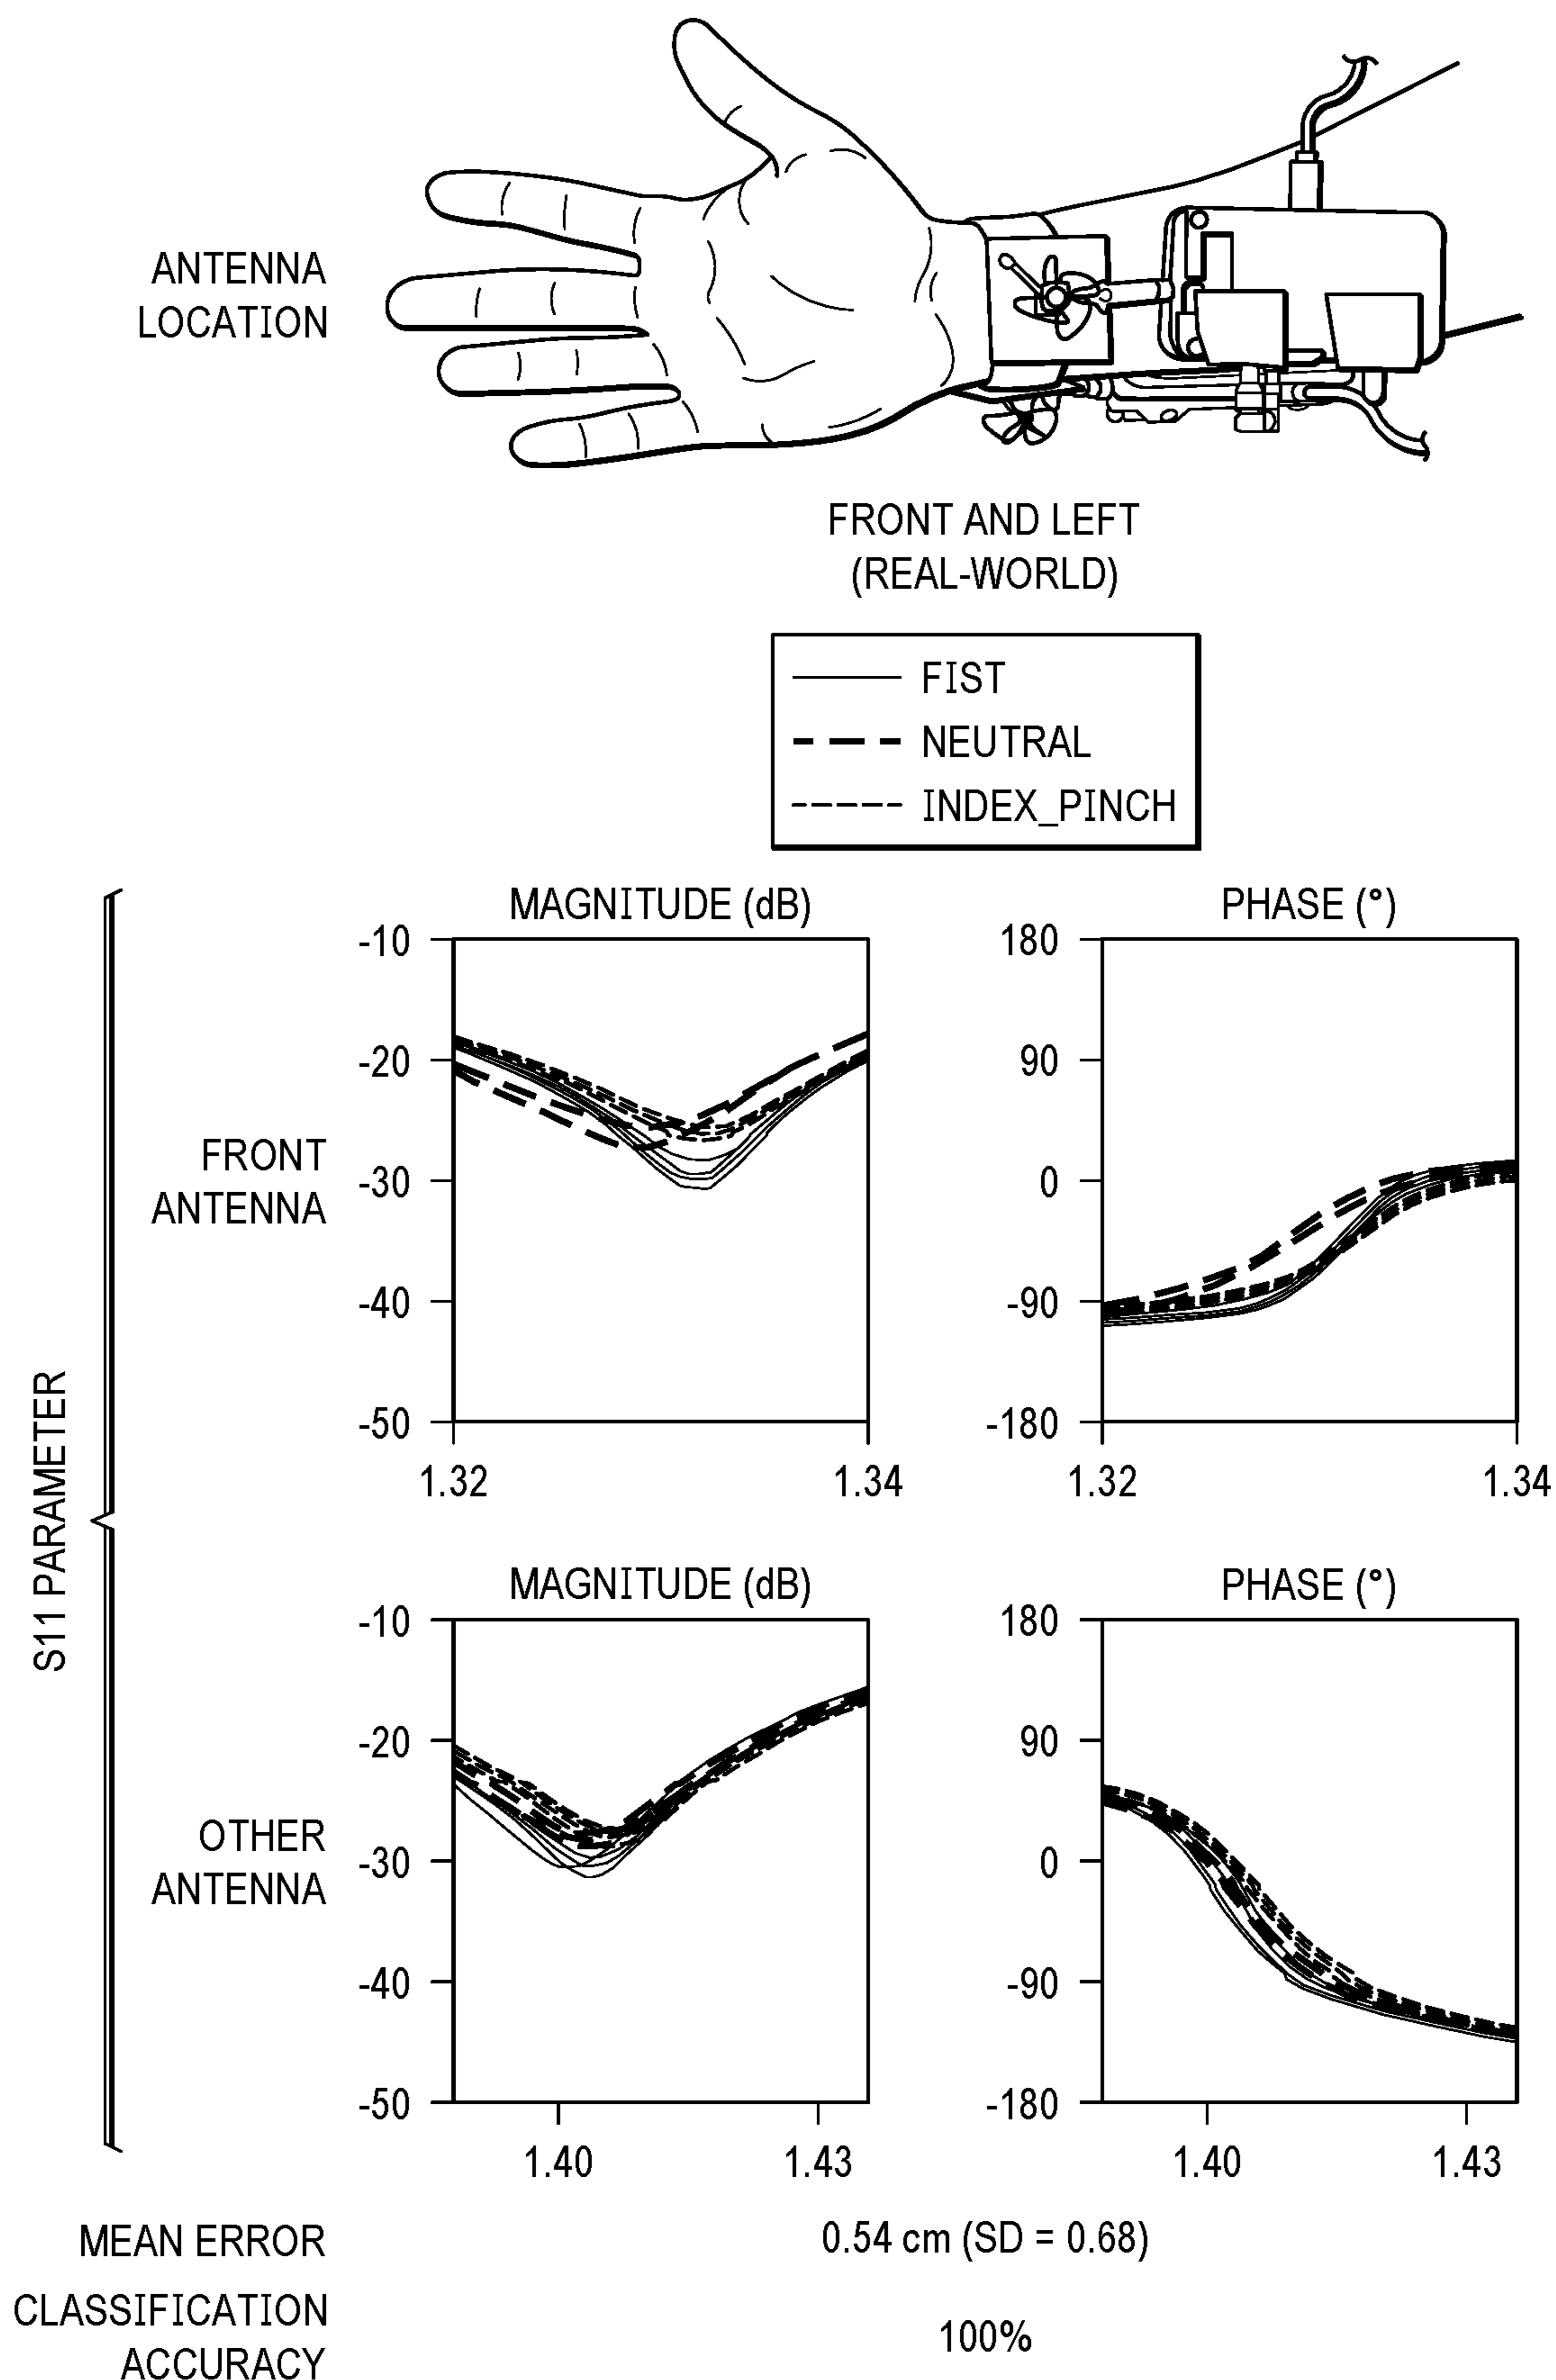 ANTENNA
LOCATION
FRONT AND LEFT
(REAL-WORLD)
FIST
NEUTRAL
INDEX_PINCH
S11 PARAMETER
FRONT
ANTENNA
MAGNITUDE (dB)
-10
-20
-30
-40
-50
1.32
1.34
PHASE (°)
180
90
0
-90
-180
1.32
1.34
OTHER
ANTENNA
MAGNITUDE (dB)
-10
-20
-30
-40
-50
1.40
1.43
PHASE (°)
180
90
0
-90
-180
1.40
1.43
MEAN ERROR
0.54 cm (SD = 0.68)
CLASSIFICATION
ACCURACY
100%